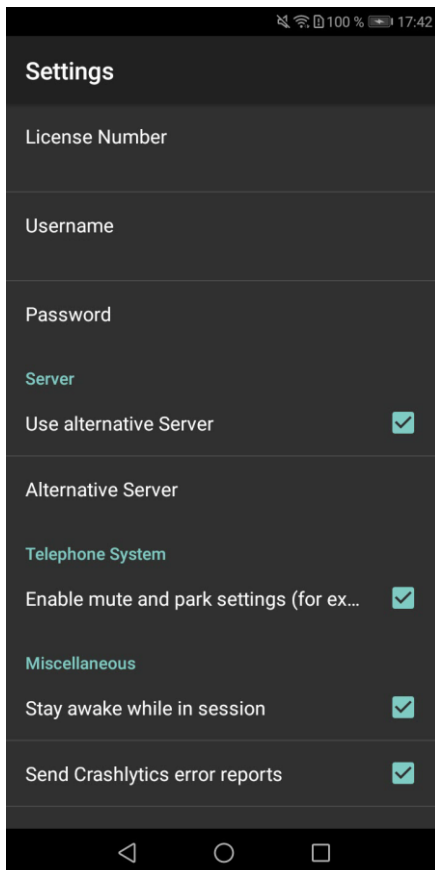 100 % 17:42
Settings
License Number
Username
Password
Server
Use alternative Server
Alternative Server
Telephone System
Enable mute and park settings (for ex...
Miscellaneous
Stay awake while in session
Send Crashlytics error reports